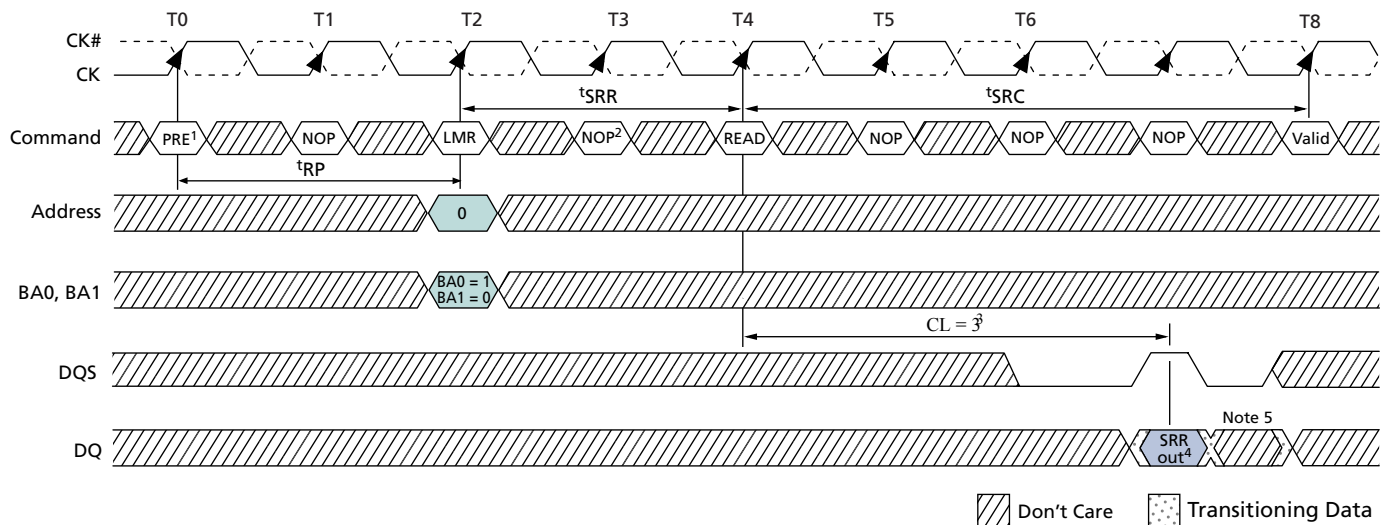 T0 T1 T2 T3 T4 T5 T6 T8
CK#
CK
tSRR tSRC
Command PRE1 NOP LMR NOP2 READ NOP NOP NOP Valid
tRP
Address 0
BA0, BA1 BA0 = 1
BA1 = 0
CL = 33
DQS
Note 5
DQ SRR
out4
Don't Care Transitioning Data